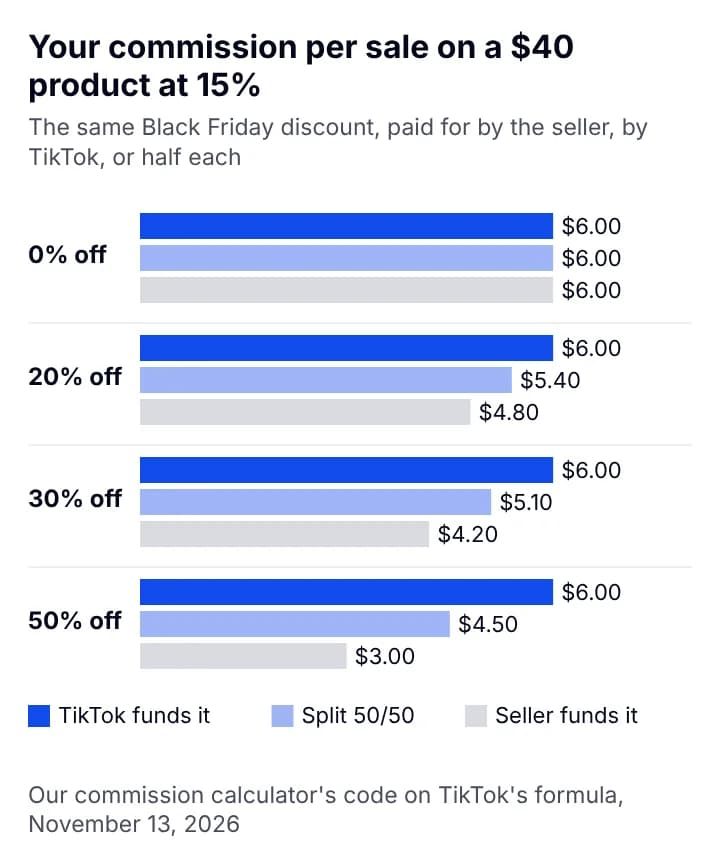 Your commission per sale on a $40
product at 15%
The same Black Friday discount, paid for by the seller, by
TikTok, or half each
0% off
$6.00
$6.00
$6.00
20% off
$6.00
$5.40
$4.80
30% off
$6.00
$5.10
$4.20
50% off
$6.00
$4.50
$3.00
TikTok funds it
Split 50/50
Seller funds it
Our commission calculator's code on TikTok's formula,
November 13, 2026